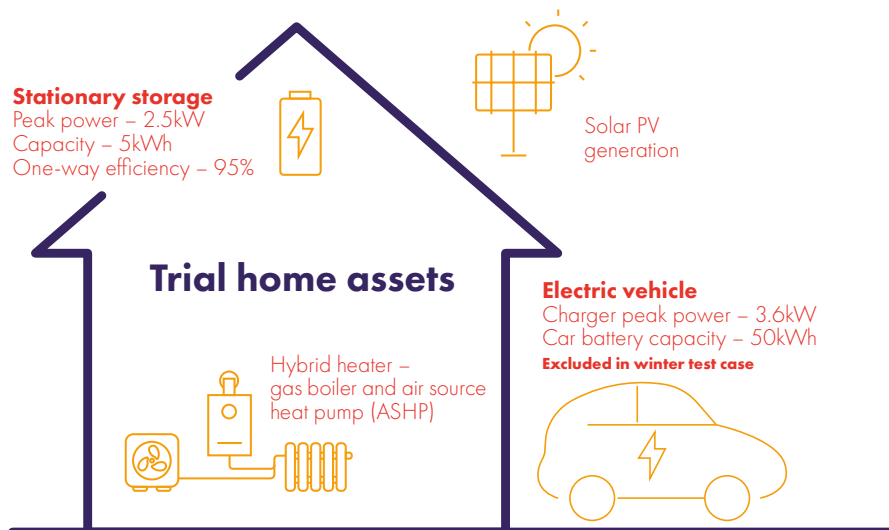 Stationary storage
Peak power – 2.5kW
Capacity – 5kWh
One-way efficiency – 95%
Solar PV
generation
Trial home assets
Electric vehicle
Charger peak power – 3.6kW
Car battery capacity – 50kWh
Excluded in winter test case
Hybrid heater –
gas boiler and air source
heat pump (ASHP)